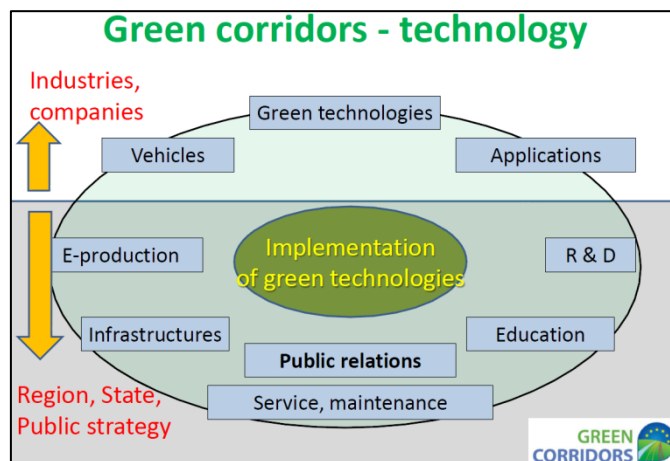 Green corridors - technology
Industries,
companies
Green technologies
Vehicles
Applications
E-production
Implementation
of green technologies
R & D
Infrastructures
Education
Public relations
Region, State,
Public strategy
Service, maintenance
GREEN
CORRIDORS